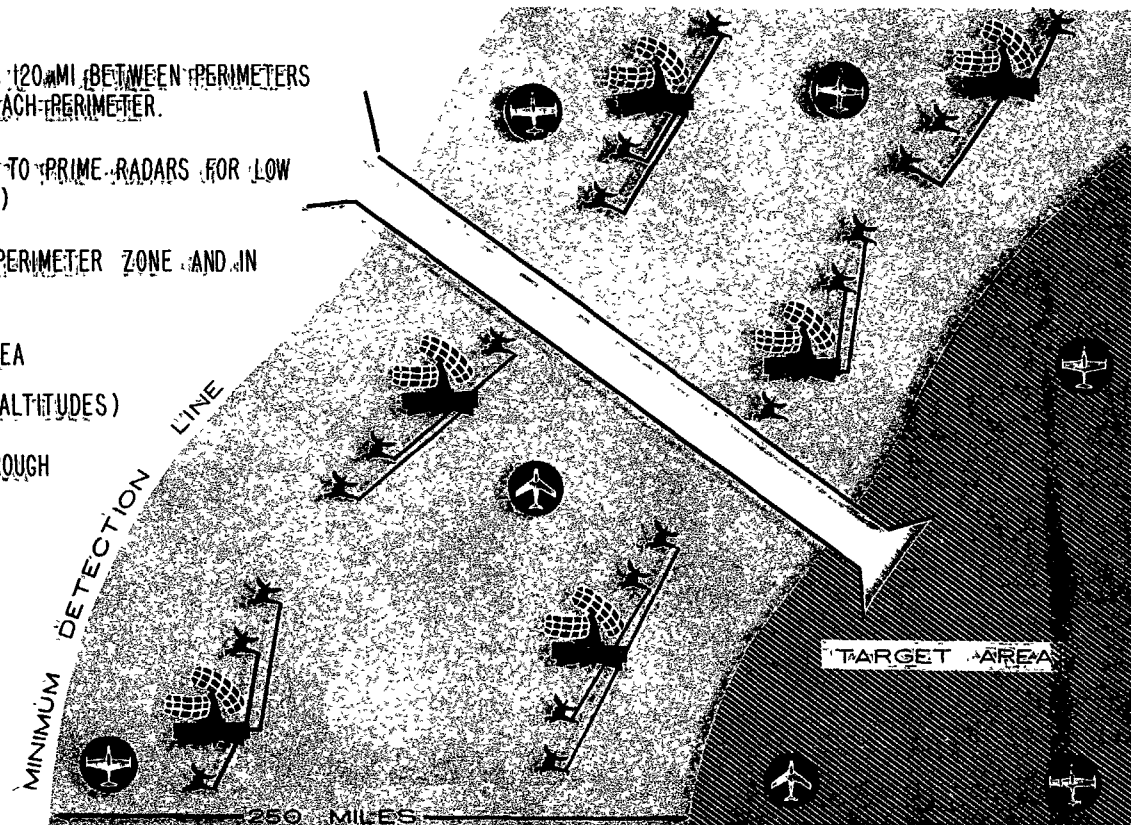 120 MI BETWEEN PERIMETERS
ACH PERIMETER.
TO PRIME RADARS FOR LOW
)
PERIMETER ZONE AND IN
EA
ALTITUDES)
OUGH
MINIMUM DETECTION LINE
TARGET AREA
250 MILES